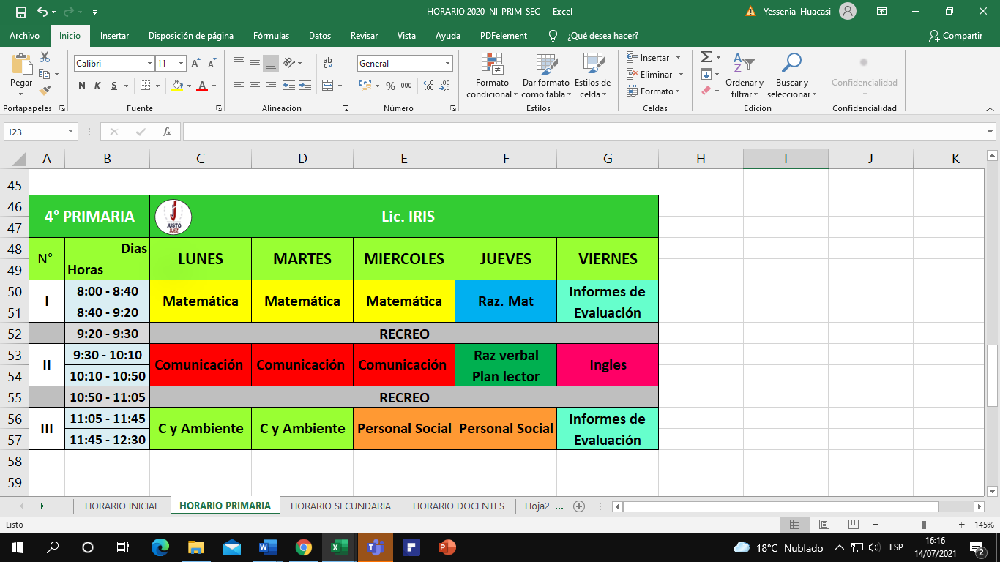 HORARIO 2020 INI-PRIM-SEC - Excel
Yessenia Huacasi
Archivo Inicio Insertar Disposición de página Fórmulas Datos Revisar Vista Ayuda PDFelement ¿Qué desea hacer? Compartir
Pegar
Portapapeles
Calibri 11
N K S
Fuente
ab
Alineación
General
% 000
Número
Formato condicional
Dar formato como tabla
Estilos de celda
Estilos
Insertar
Eliminar
Formato
Celdas
Ordenar y filtrar
Buscar y seleccionar
Edición
Confidencialidad
Confidencialidad
I23 fx
A B C D E F G H I J K
45
46
47
4° PRIMARIA JUSTO JUEZ Lic. IRIS
48
49
N° Dias
Horas
LUNES MARTES MIERCOLES JUEVES VIERNES
50
51
I 8:00 - 8:40
8:40 - 9:20
Matemática Matemática Matemática Raz. Mat Informes de
Evaluación
52 9:20 - 9:30 RECREO
53
54
II 9:30 - 10:10
10:10 - 10:50
Comunicación Comunicación Comunicación Raz verbal
Plan lector
Ingles
55 10:50 - 11:05 RECREO
56
57
III 11:05 - 11:45
11:45 - 12:30
C y Ambiente C y Ambiente Personal Social Personal Social Informes de
Evaluación
58
59
HORARIO INICIAL HORARIO PRIMARIA HORARIO SECUNDARIA HORARIO DOCENTES Hoja2 ...
Listo 145%
18°C Nublado ESP 16:16
14/07/2021
2